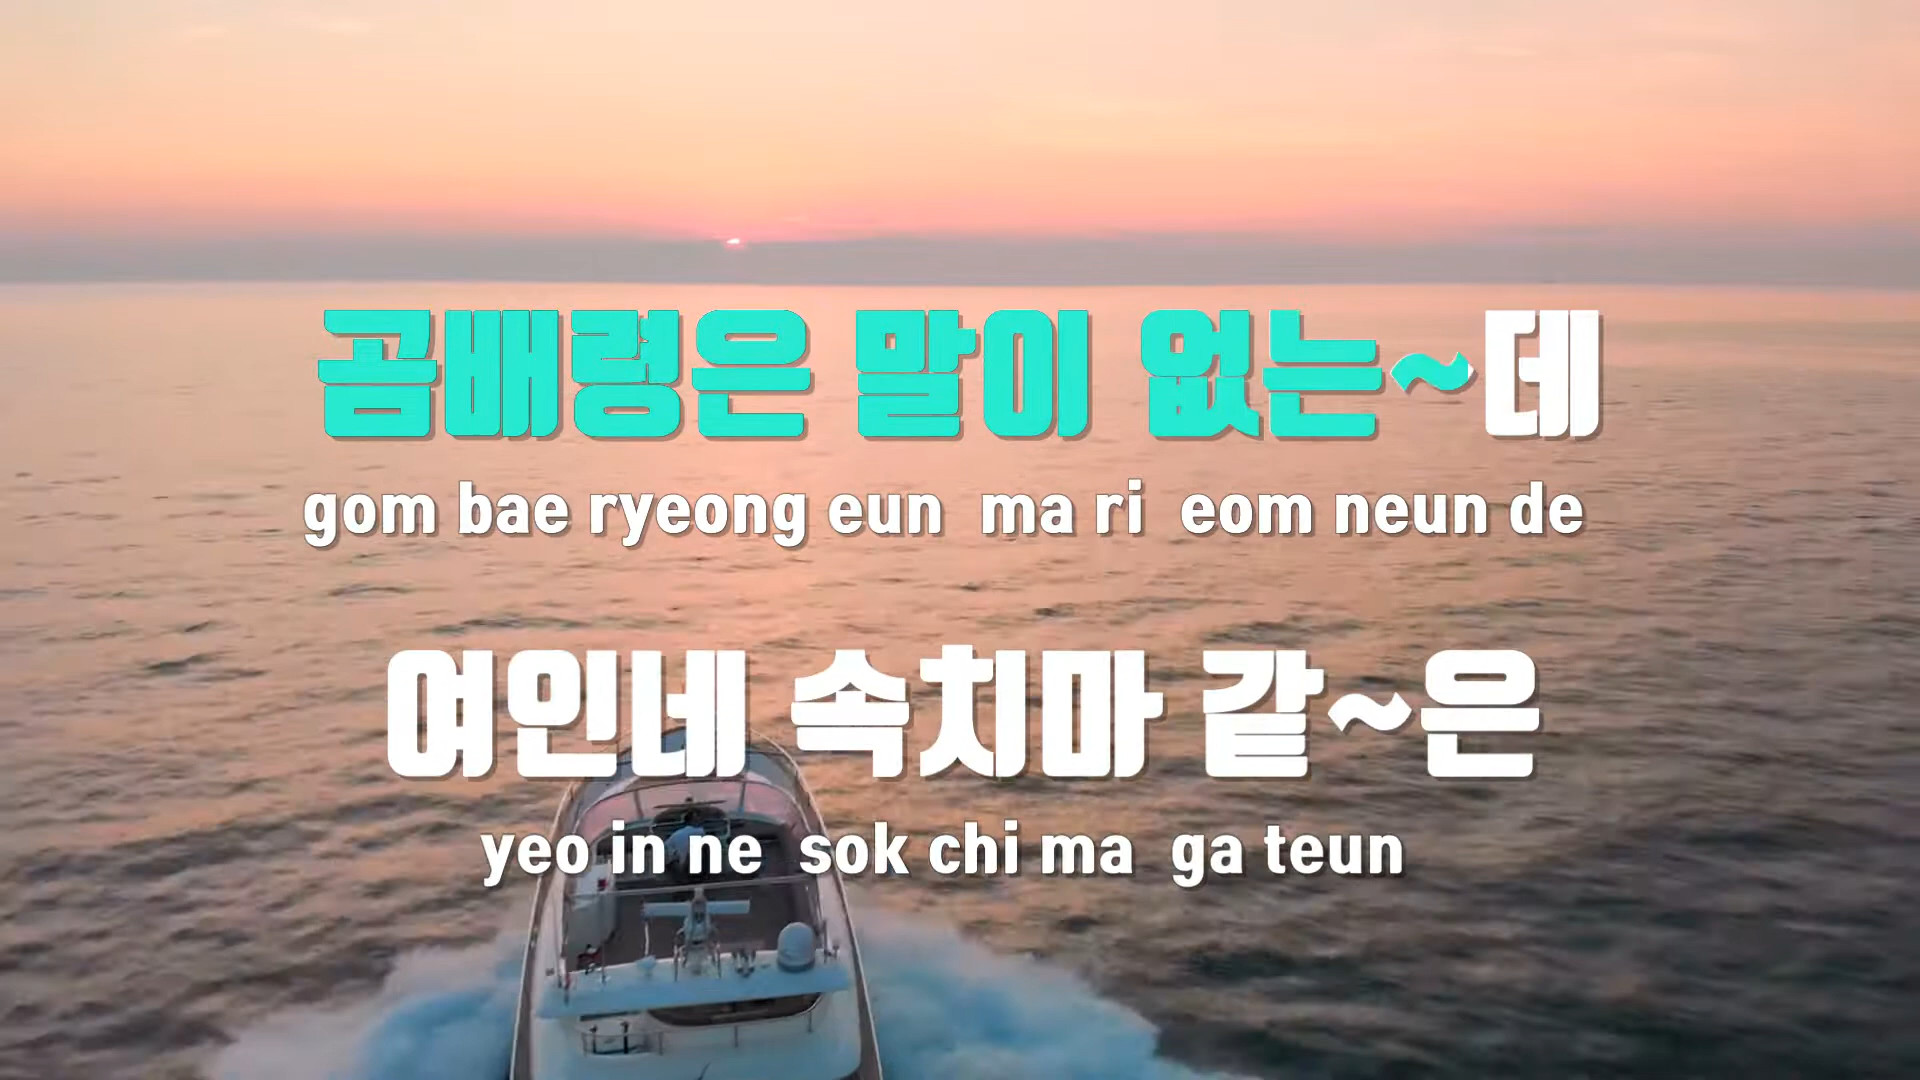 곰배령은 말이 없는~데
gom bae ryeong eun ma ri eom neun de
여인네 속치마 같~은
yeo in ne sok chi ma ga teun